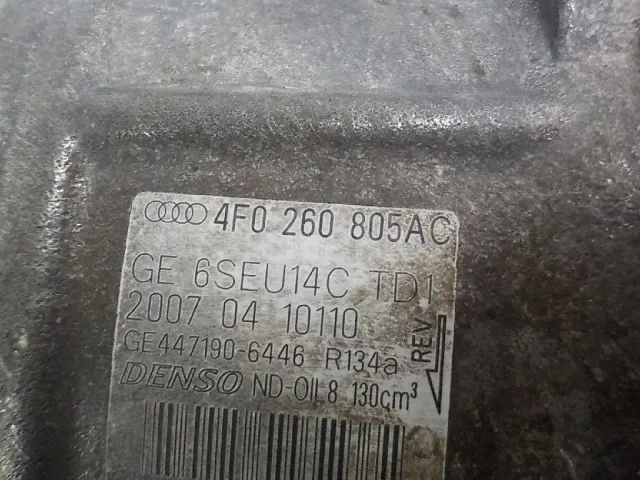 4F0 260 805AC
GE 6SEU14C TD1
2007 04 10110
GE447190-6446 R134a
REV
DENSO ND-OIL8 130cm³